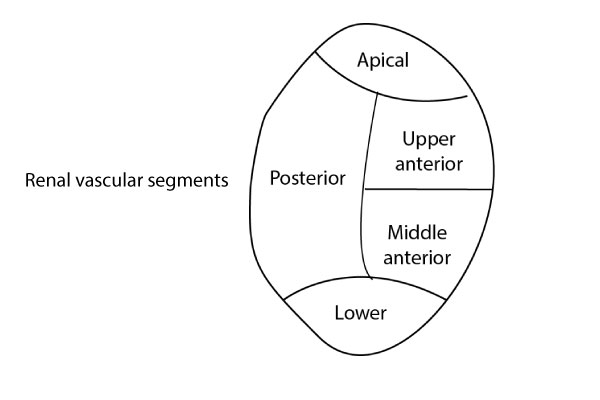 Apical
Upper
anterior
Renal vascular segments
Posterior
Middle
anterior
Lower